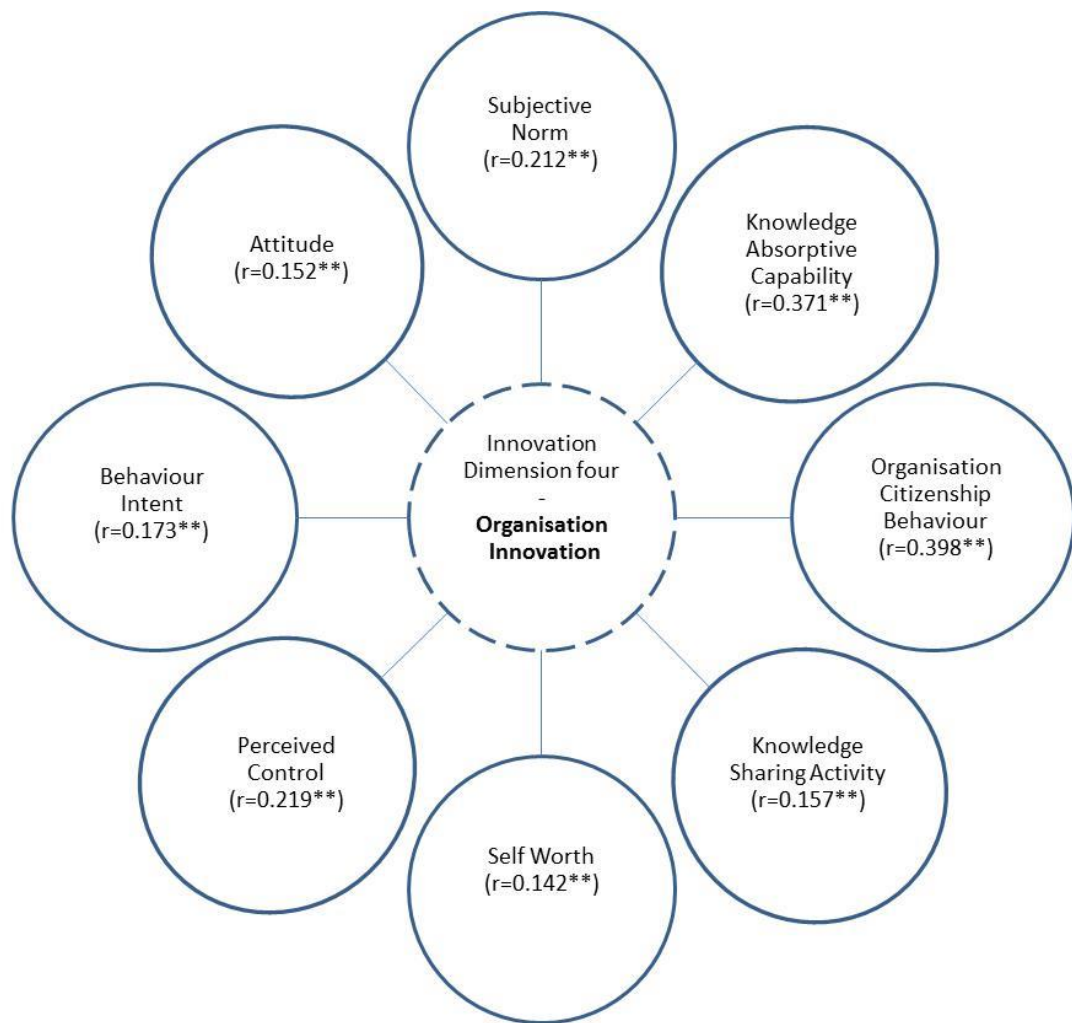 Subjective
Norm
(r=0.212**)
Knowledge
Absorptive
Capability
(r=0.371**)
Organisation
Citizenship
Behaviour
(r=0.398**)
Knowledge
Sharing Activity
(r=0.157**)
Self Worth
(r=0.142**)
Perceived
Control
(r=0.219**)
Behaviour
Intent
(r=0.173**)
Attitude
(r=0.152**)
Innovation
Dimension four
-
Organisation
Innovation